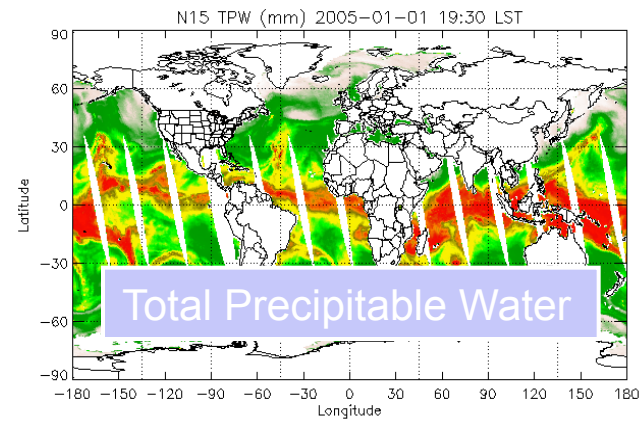 N15 TPW (mm) 2005-01-01 19:30 LST
90
60
30
0
-30
-60
-90
Latitude
Total Precipitable Water
-180 -150 -120 -90 -60 -30 0 30 60 90 120 150 180
Longitude